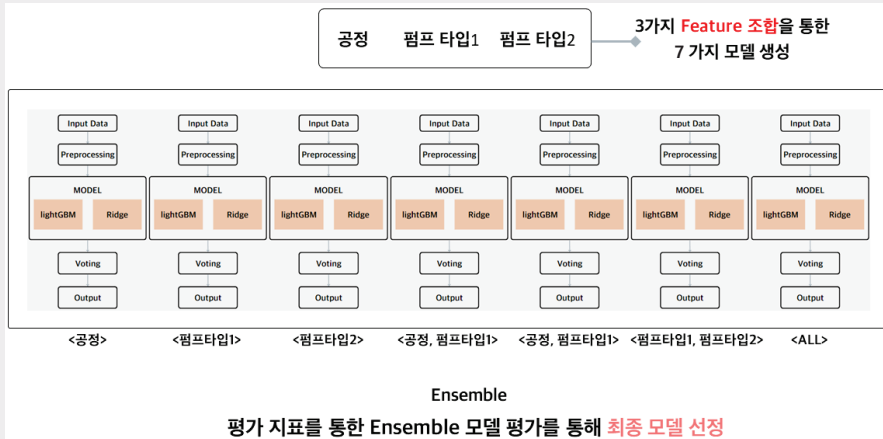 공정 펌프 타입1 펌프 타입2
3가지 Feature 조합을 통한
7 가지 모델 생성
Input Data Input Data Input Data Input Data Input Data Input Data Input Data
Preprocessing Preprocessing Preprocessing Preprocessing Preprocessing Preprocessing Preprocessing
MODEL MODEL MODEL MODEL MODEL MODEL MODEL
lightGBM Ridge lightGBM Ridge lightGBM Ridge lightGBM Ridge lightGBM Ridge lightGBM Ridge lightGBM Ridge
Voting Voting Voting Voting Voting Voting Voting
Output Output Output Output Output Output Output
<공정> <펌프타입1> <펌프타입2> <공정, 펌프타입1> <공정, 펌프타입1> <펌프타입1, 펌프타입2> <ALL>
Ensemble
평가 지표를 통한 Ensemble 모델 평가를 통해 최종 모델 선정